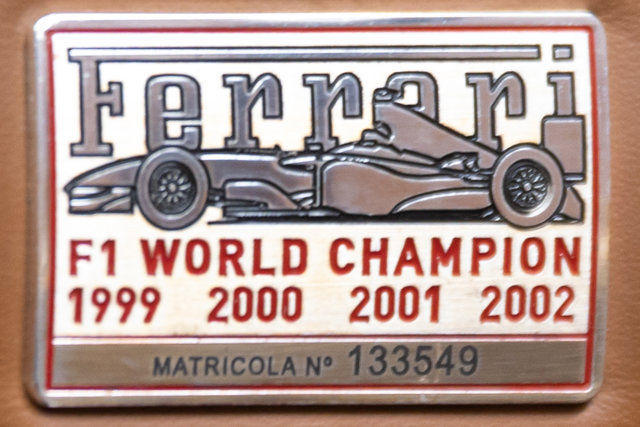 Ferrari
F1 WORLD CHAMPION
1999 2000 2001 2002
MATRICOLA Nº 133549